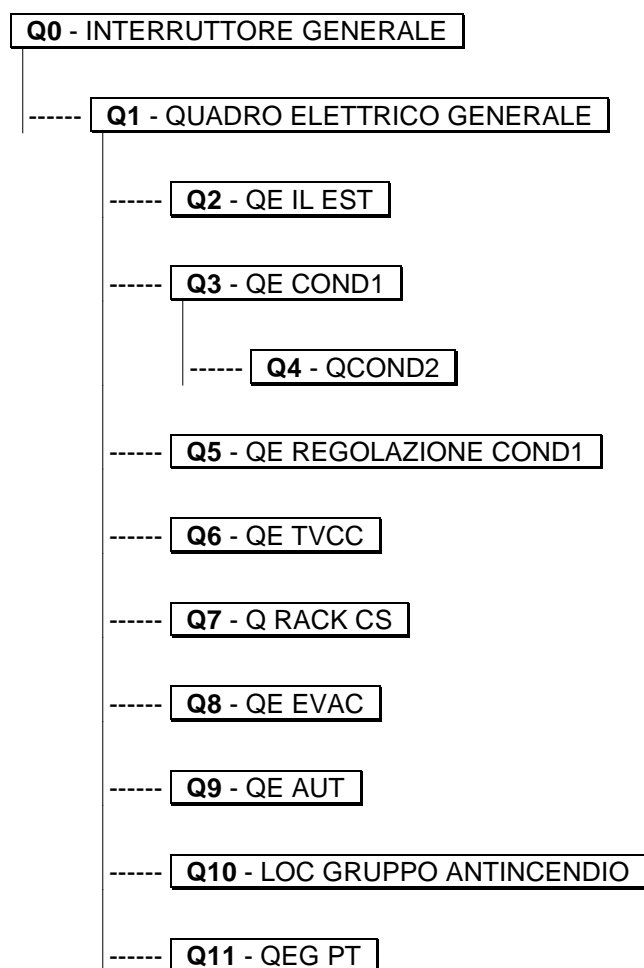 Q0 - INTERRUTTORE GENERALE
------ Q1 - QUADRO ELETTRICO GENERALE
------ Q2 - QE IL EST
------ Q3 - QE COND1
------ Q4 - QCOND2
------ Q5 - QE REGOLAZIONE COND1
------ Q6 - QE TVCC
------ Q7 - Q RACK CS
------ Q8 - QE EVAC
------ Q9 - QE AUT
------ Q10 - LOC GRUPPO ANTINCENDIO
------ Q11 - QEG PT